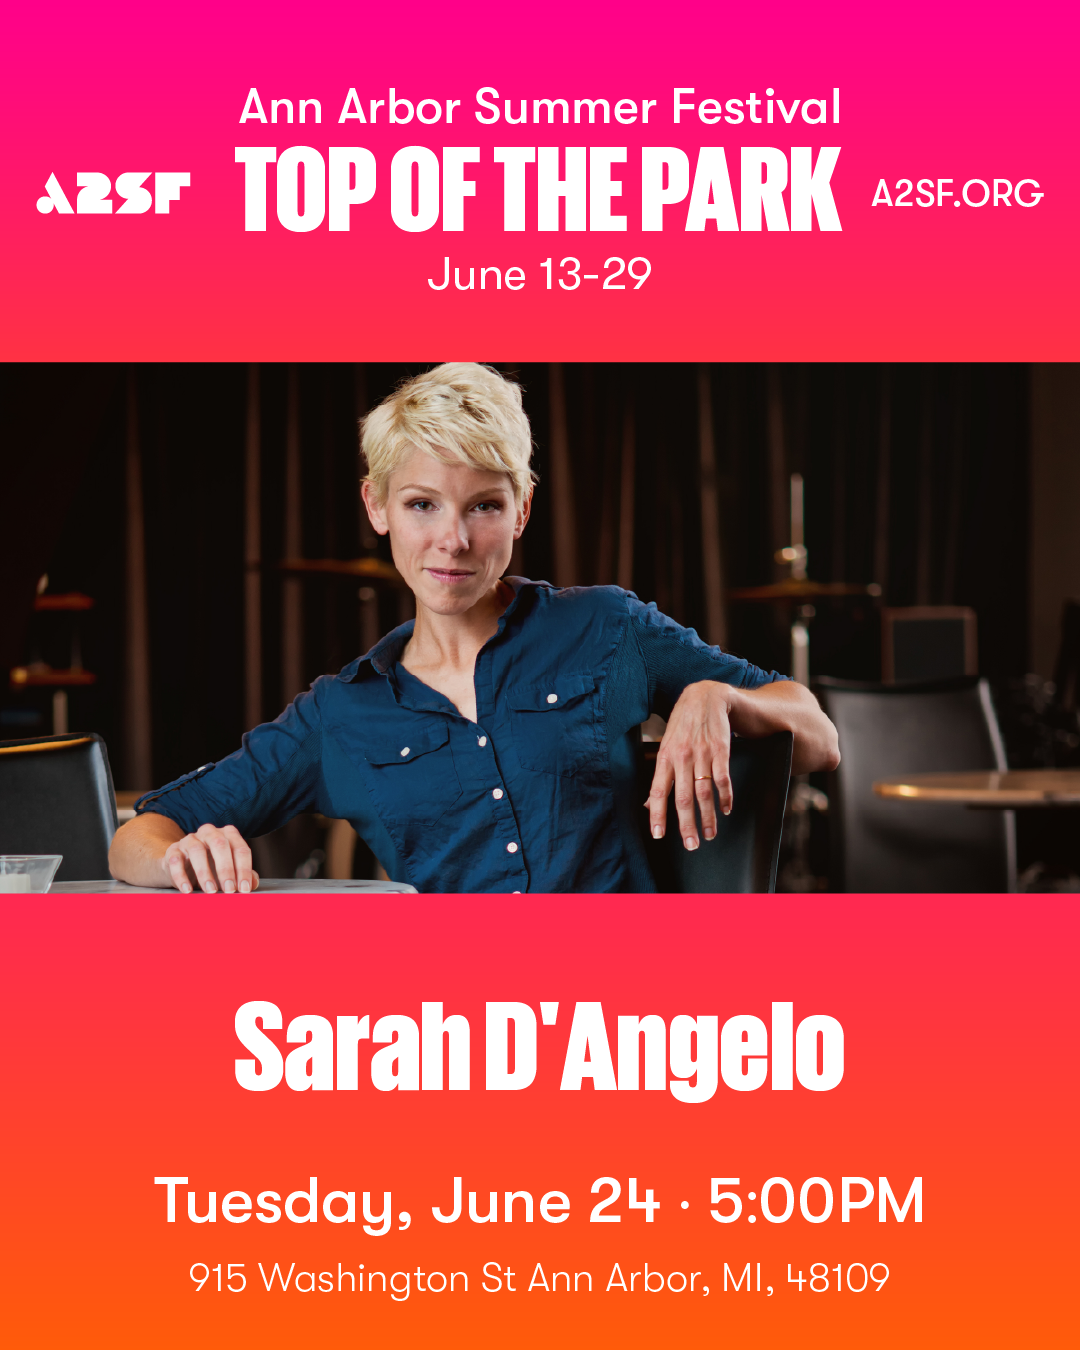 Ann Arbor Summer Festival
A2SF
TOP OF THE PARK
A2SF.ORG
June 13-29
Sarah D'Angelo
Tuesday, June 24 · 5:00PM
915 Washington St Ann Arbor, MI, 48109